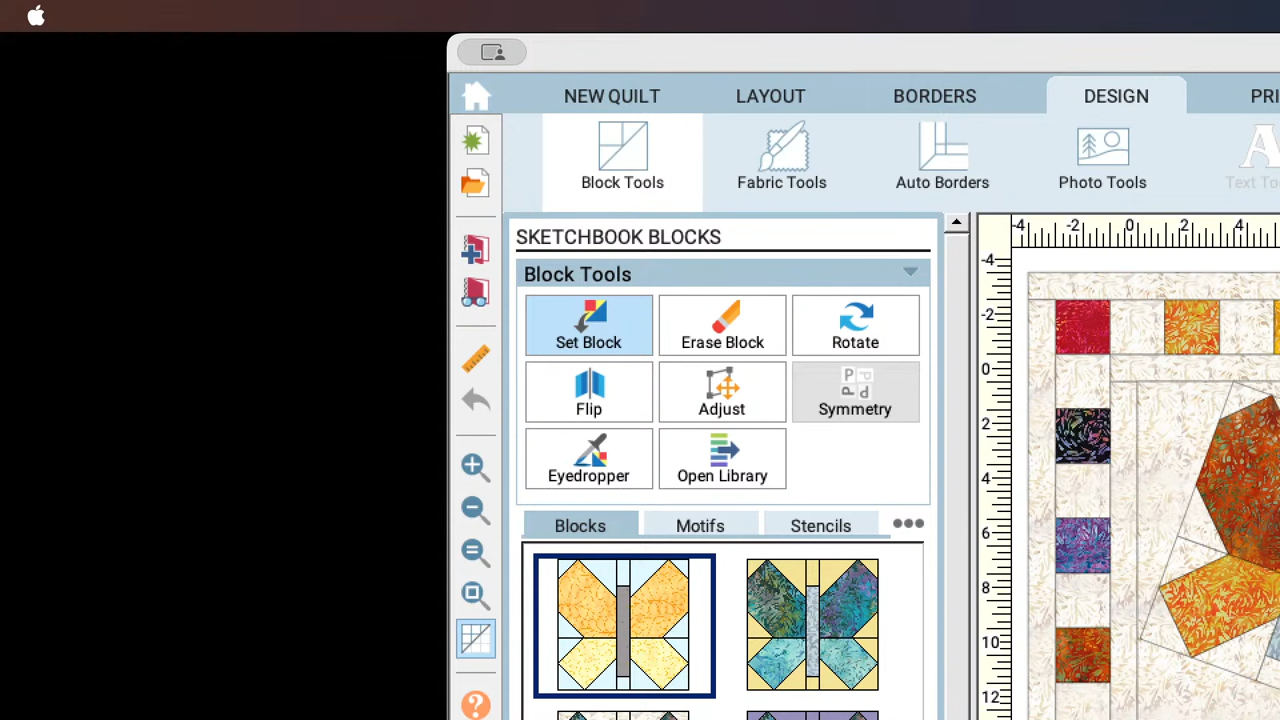 NEW QUILT LAYOUT BORDERS DESIGN PRI
Block Tools Fabric Tools Auto Borders Photo Tools Text To
SKETCHBOOK BLOCKS
Block Tools
Set Block Erase Block Rotate
Flip Adjust Symmetry
Eyedropper Open Library
Blocks Motifs Stencils
-4 -2 0 2 4
-4
-2
0
2
4
6
8
10
12